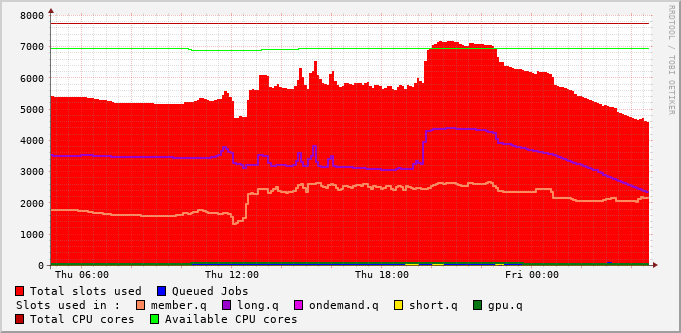 8000
7000
6000
5000
4000
3000
2000
1000
0
Thu 06:00 Thu 12:00 Thu 18:00 Fri 00:00
RRDTOOL / TOBI OETIKER
Total slots used Queued Jobs
Slots used in : member.q long.q ondemand.q short.q gpu.q
Total CPU cores Available CPU cores